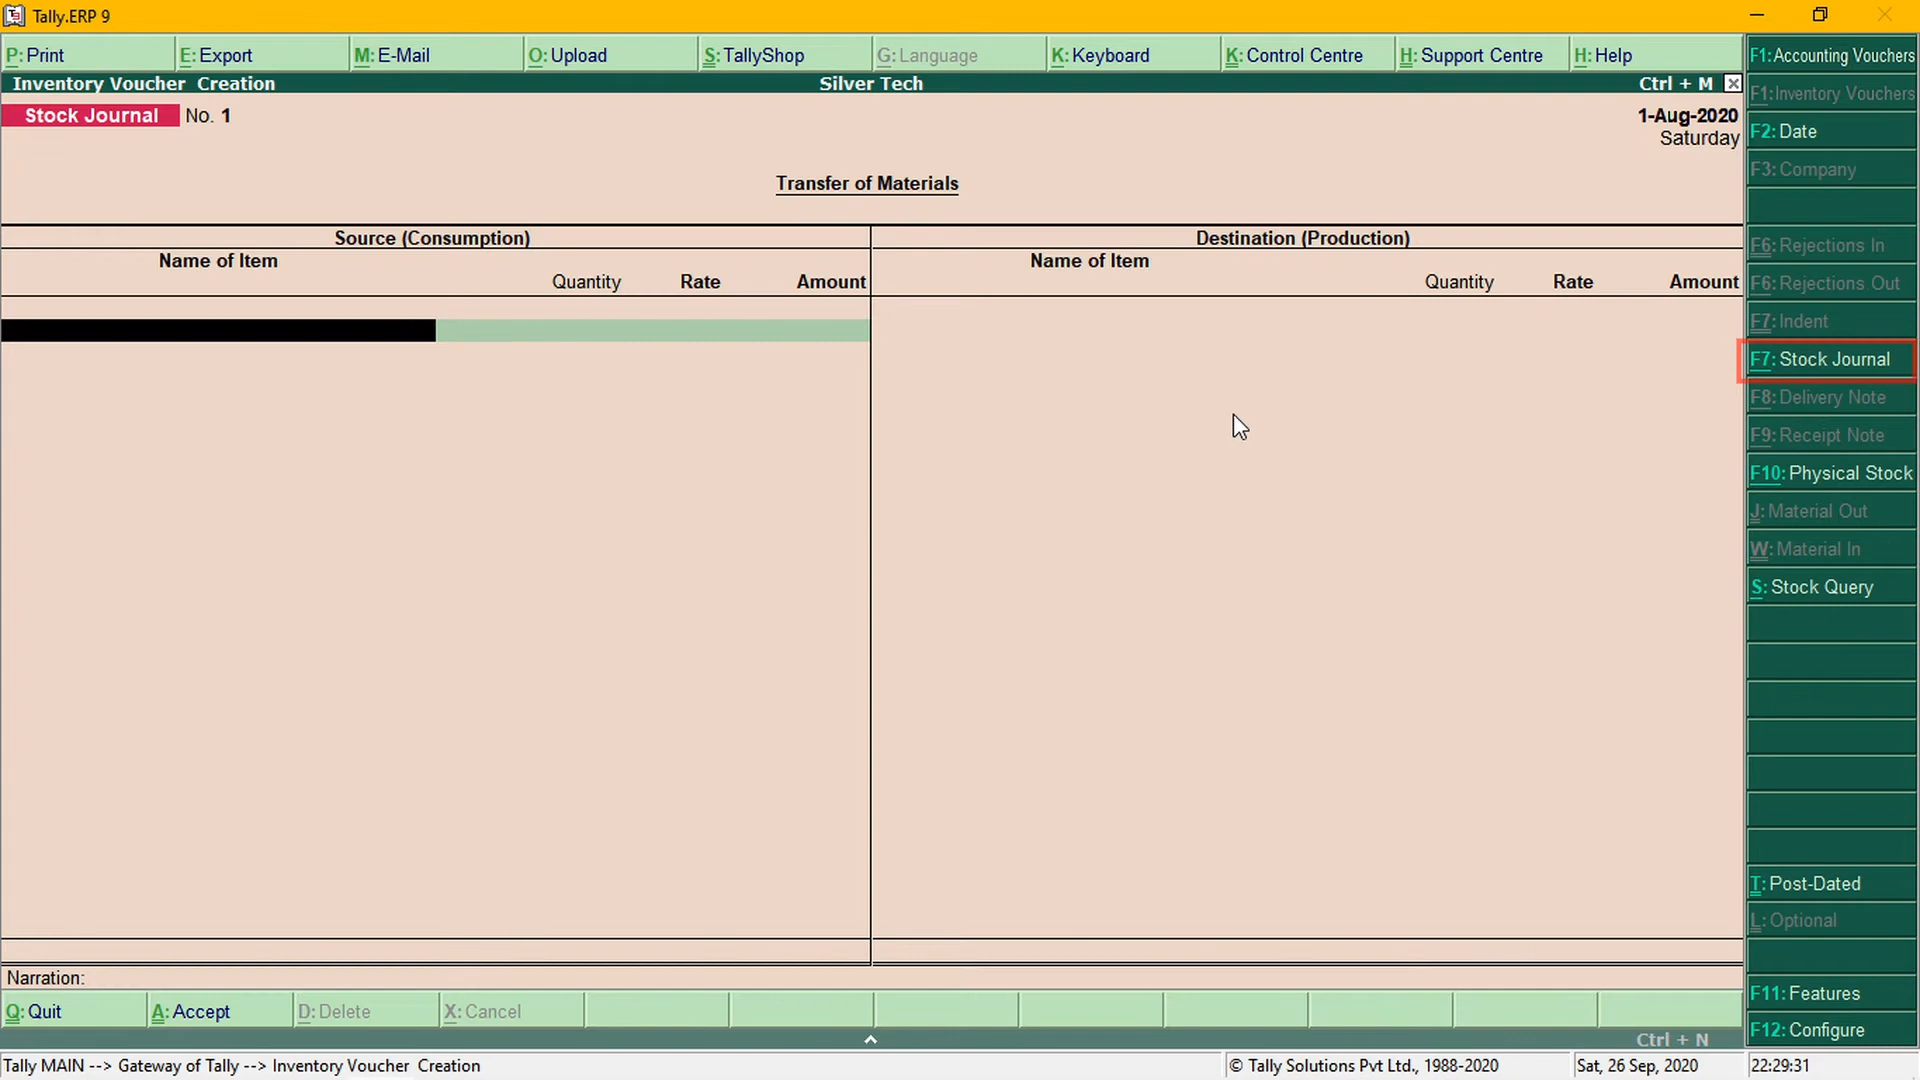 Tally.ERP 9
P: Print E: Export M: E-Mail O: Upload S: TallyShop G: Language K: Keyboard K: Control Centre H: Support Centre H: Help
Inventory Voucher Creation Silver Tech Ctrl + M
Stock Journal No. 1 1-Aug-2020
Saturday
Transfer of Materials
Source (Consumption) Destination (Production)
Name of Item Name of Item
Quantity Rate Amount Quantity Rate Amount
Narration:
Q: Quit A: Accept D: Delete X: Cancel
Ctrl + N
F1: Accounting Vouchers
F1: Inventory Vouchers
F2: Date
F3: Company
F6: Rejections In
F6: Rejections Out
F7: Indent
F7: Stock Journal
F8: Delivery Note
F9: Receipt Note
F10: Physical Stock
J: Material Out
W: Material In
S: Stock Query
T: Post-Dated
L: Optional
F11: Features
F12: Configure
Tally MAIN --> Gateway of Tally --> Inventory Voucher Creation © Tally Solutions Pvt Ltd., 1988-2020 Sat, 26 Sep, 2020 22:29:31